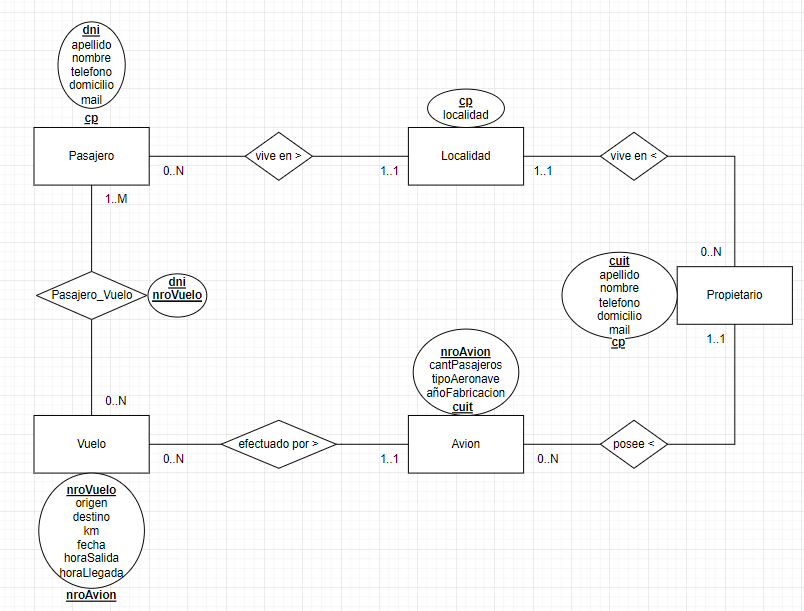 dni
apellido
nombre
telefono
domicilio
mail
cp
Pasajero
0..N
vive en >
1..1
cp
localidad
Localidad
1..1
vive en <
0..N
1..M
cuit
apellido
nombre
telefono
domicilio
mail
cp
Propietario
1..1
Pasajero_Vuelo
dni
nroVuelo
0..N
nroAvion
cantPasajeros
tipoAeronave
añoFabricacion
cuit
Vuelo
0..N
efectuado por >
1..1
Avion
0..N
posee <
nroVuelo
origen
destino
km
fecha
horaSalida
horaLlegada
nroAvion